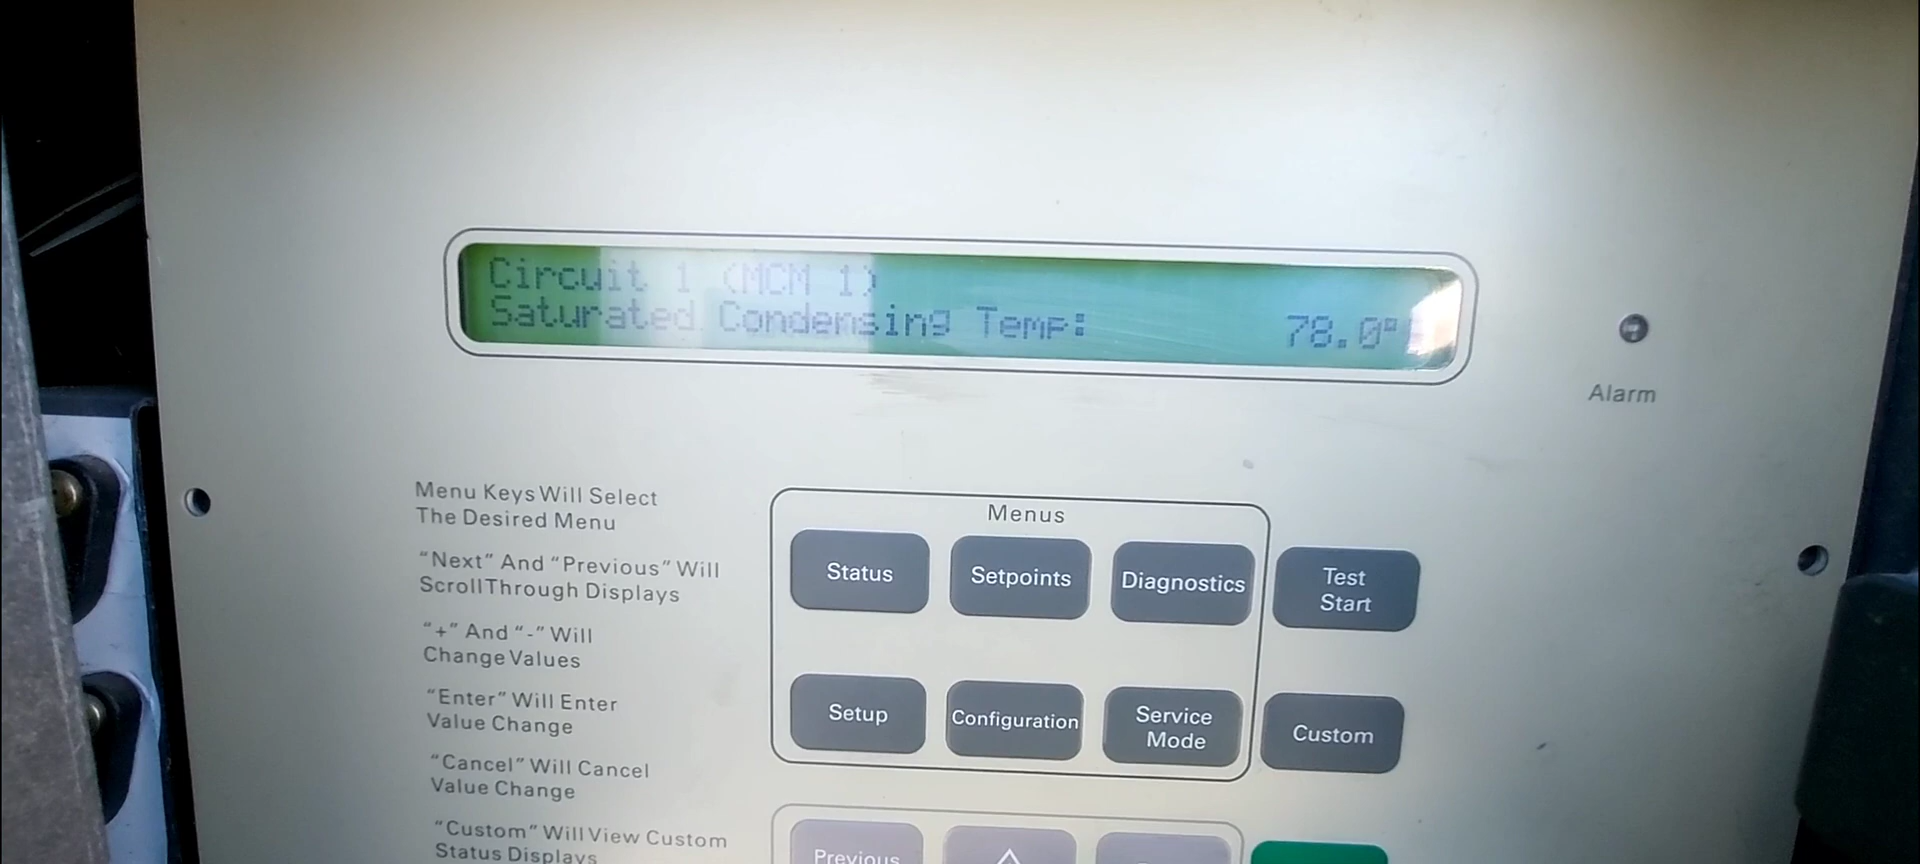 Circuit 1 (MCM 1)
Saturated Condensing Temp: 78.0°
Alarm
Menu Keys Will Select
The Desired Menu
"Next" And "Previous" Will
Scroll Through Displays
"+" And "-" Will
Change Values
"Enter" Will Enter
Value Change
"Cancel" Will Cancel
Value Change
"Custom" Will View Custom
Status Displays
Menus
Status
Setpoints
Diagnostics
Test
Start
Setup
Configuration
Service
Mode
Custom
Previous